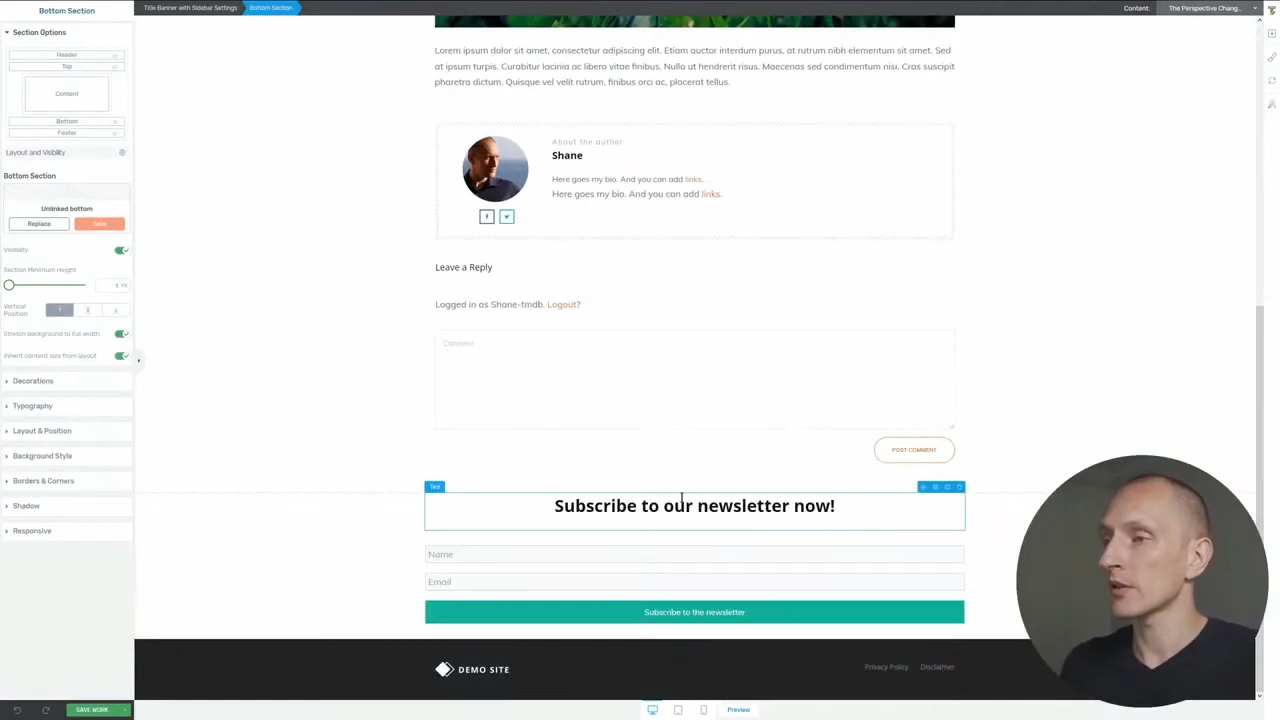 Bottom Section
Title Banner with Sidebar Settings
Bottom Section
Content:
The Perspective Chang...
Section Options
Header
Top
Content
Bottom
Footer
Layout and Visibility
Bottom Section
Unlinked bottom
Replace
Save
Visibility
Section Minimum Height
1 PX
Vertical
Position
Stretch background to full width
Inherit content size from layout
Decorations
Typography
Layout & Position
Background Style
Borders & Corners
Shadow
Responsive
SAVE WORK
Lorem ipsum dolor sit amet, consectetur adipiscing elit. Etiam auctor interdum purus, at rutrum nibh elementum sit amet. Sed
at ipsum turpis. Curabitur lacinia ac libero vitae finibus. Nulla ut hendrerit risus. Maecenas sed condimentum nisi. Cras suscipit
pharetra dictum. Quisque vel velit rutrum, finibus orci ac, placerat tellus.
About the author
Shane
Here goes my bio. And you can add links.
Here goes my bio. And you can add links.
Leave a Reply
Logged in as Shane-tmdb. Logout?
Comment
POST COMMENT
Text
Subscribe to our newsletter now!
Name
Email
Subscribe to the newsletter
DEMO SITE
Privacy Policy Disclaimer
Preview